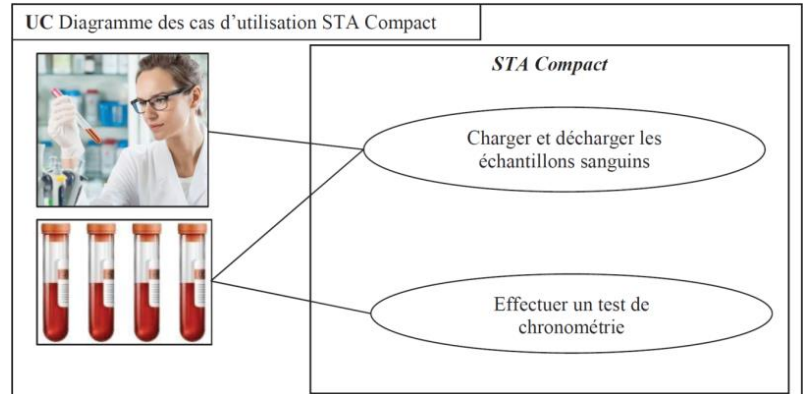 UC Diagramme des cas d’utilisation STA Compact
STA Compact
Charger et décharger les
échantillons sanguins
Effectuer un test de
chronométrie